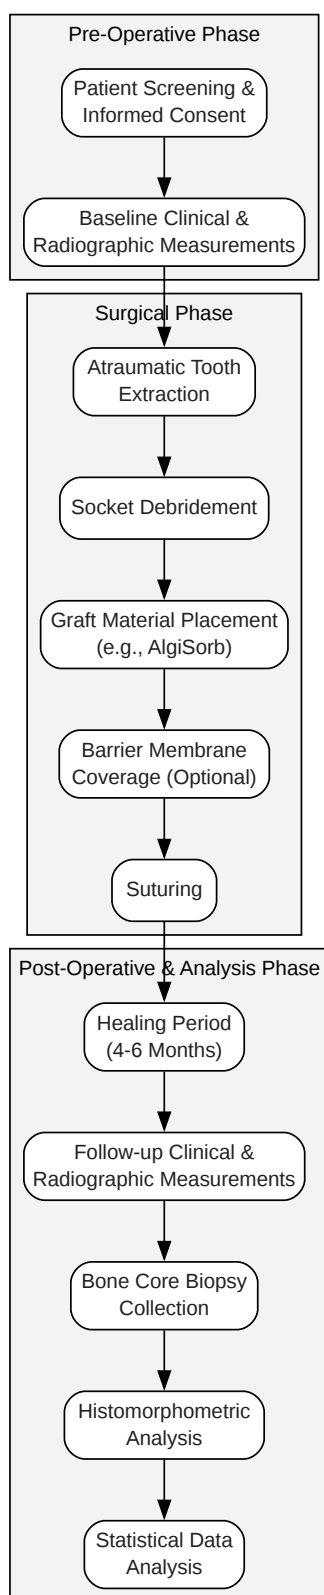 Pre-Operative Phase
Patient Screening &
Informed Consent
Baseline Clinical &
Radiographic Measurements
Surgical Phase
Atraumatic Tooth
Extraction
Socket Debridement
Graft Material Placement
(e.g., AlgiSorb)
Barrier Membrane
Coverage (Optional)
Suturing
Post-Operative & Analysis Phase
Healing Period
(4-6 Months)
Follow-up Clinical &
Radiographic Measurements
Bone Core Biopsy
Collection
Histomorphometric
Analysis
Statistical Data
Analysis